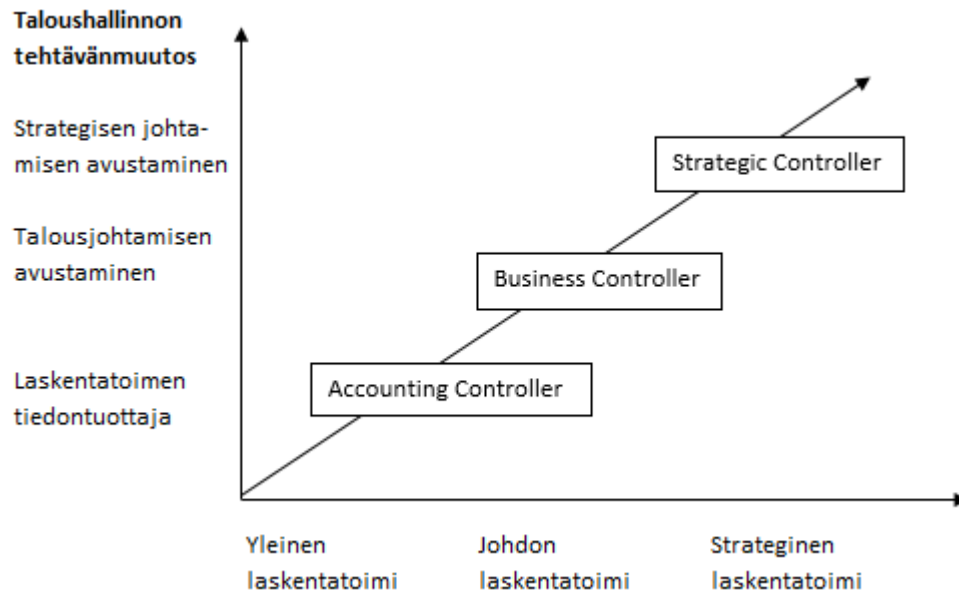 Taloushallinnon
tehtävänmuutos
Strategisen johta-
misen avustaminen
Strategic Controller
Talousjohtamisen
avustaminen
Business Controller
Laskentatoimen
tiedontuottaja
Accounting Controller
Yleinen
laskentatoimi
Johdon
laskentatoimi
Strateginen
laskentatoimi